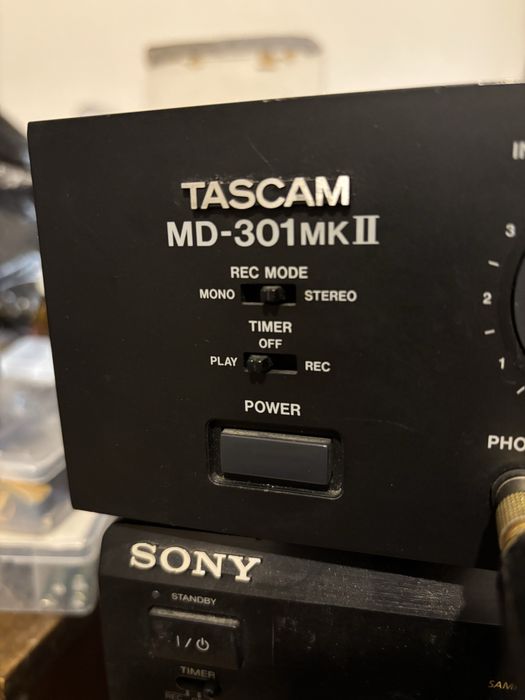 TASCAM
MD-301MKII
REC MODE
MONO STEREO
TIMER
OFF
PLAY REC
POWER
3
2
1
SONY
STANDBY
I/⏻
TIMER